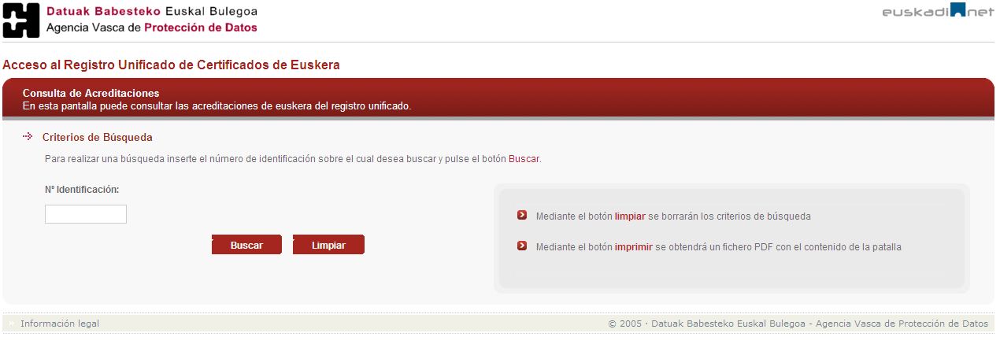 Datuak Babesteko Euskal Bulegoa
Agencia Vasca de Protección de Datos
euskadi.net
Acceso al Registro Unificado de Certificados de Euskera
Consulta de Acreditaciones
En esta pantalla puede consultar las acreditaciones de euskera del registro unificado.
Criterios de Búsqueda
Para realizar una búsqueda inserte el número de identificación sobre el cual desea buscar y pulse el botón Buscar.
Nº Identificación:
Buscar
Limpiar
Mediante el botón limpiar se borrarán los criterios de búsqueda
Mediante el botón imprimir se obtendrá un fichero PDF con el contenido de la patalla
Información legal
© 2005 · Datuak Babesteko Euskal Bulegoa - Agencia Vasca de Protección de Datos